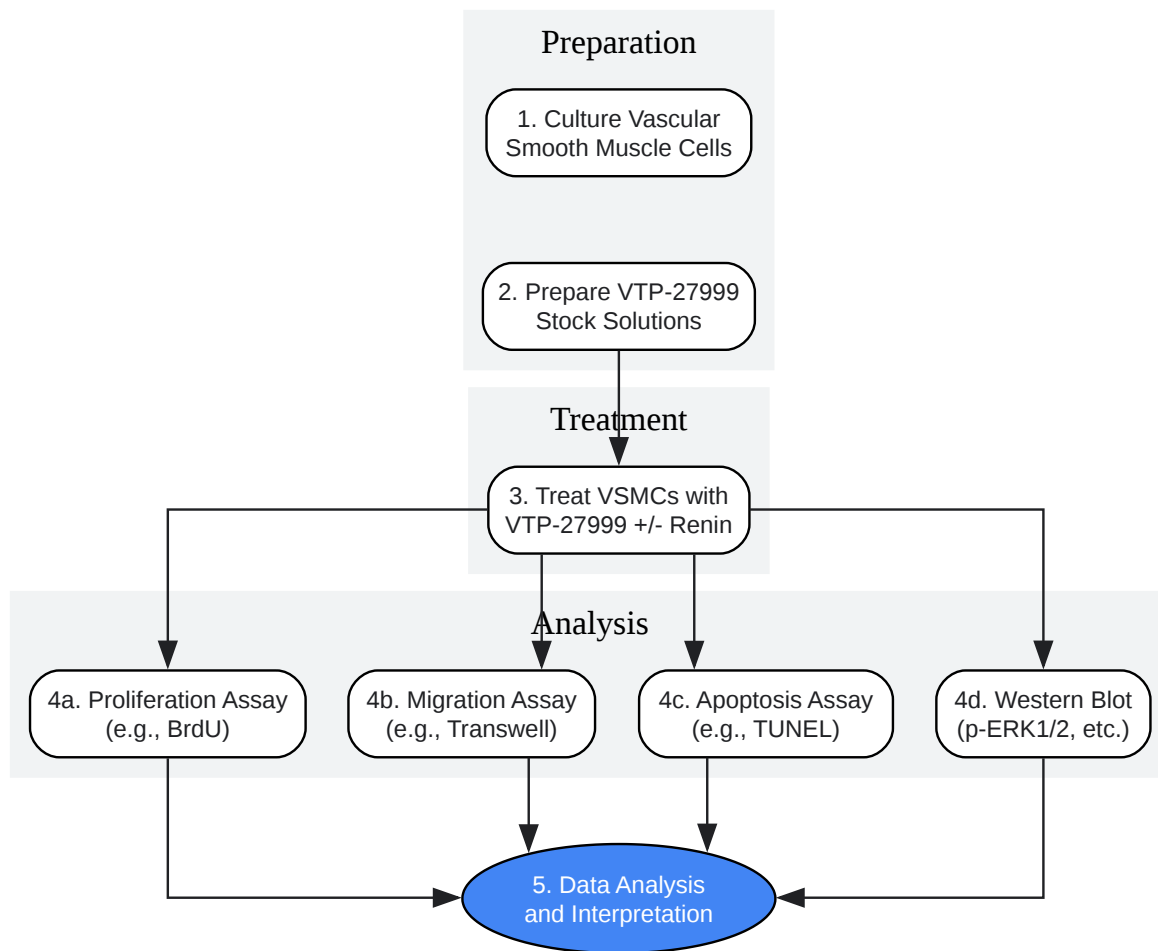 Preparation
1. Culture Vascular
Smooth Muscle Cells
2. Prepare VTP-27999
Stock Solutions
Treatment
3. Treat VSMCs with
VTP-27999 +/- Renin
Analysis
4a. Proliferation Assay
(e.g., BrdU)
4b. Migration Assay
(e.g., Transwell)
4c. Apoptosis Assay
(e.g., TUNEL)
4d. Western Blot
(p-ERK1/2, etc.)
5. Data Analysis
and Interpretation